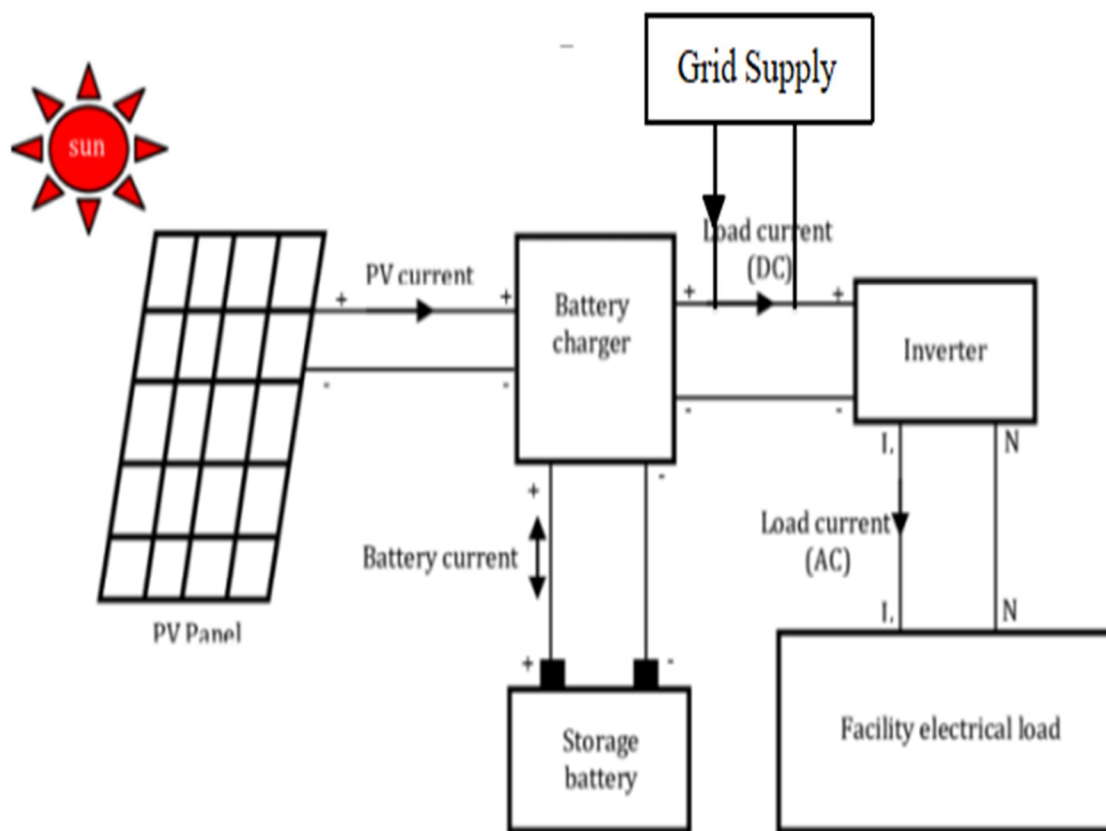 Grid Supply
sun
Load current
(DC)
PV current
+
+
+
+
Battery
charger
Inverter
-
-
-
-
L
N
+
-
Load current
(AC)
Battery current
L
N
PV Panel
+
-
Storage
battery
Facility electrical load